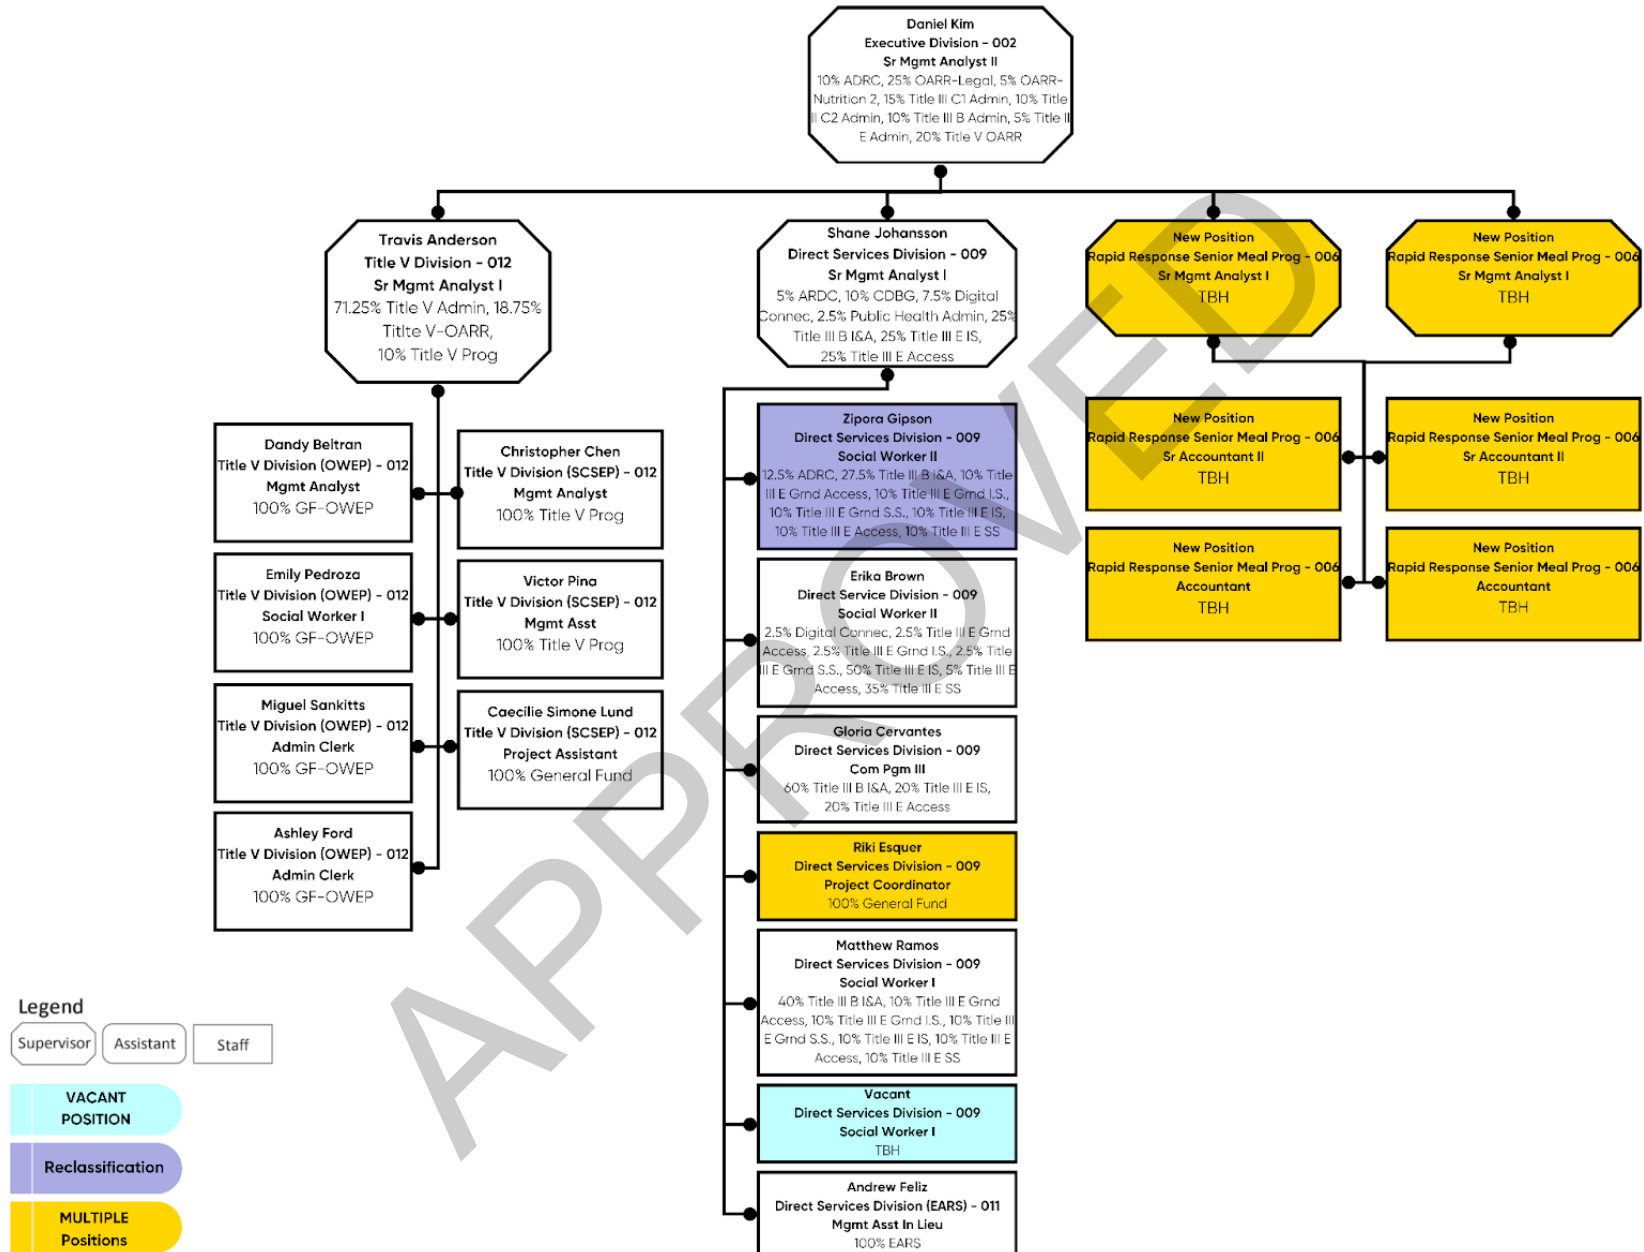 Daniel Kim
Executive Division - 002
Sr Mgmt Analyst II
10% ADRC, 25% OARR-Legal, 5% OARR-
Nutrition 2, 15% Title III C1 Admin, 10% Title
II C2 Admin, 10% Title III B Admin, 5% Title II
E Admin, 20% Title V OARR
Travis Anderson
Title V Division - 012
Sr Mgmt Analyst I
71.25% Title V Admin, 18.75%
Titlte V-OARR,
10% Title V Prog
Shane Johansson
Direct Services Division - 009
Sr Mgmt Analyst I
5% ARDC, 10% CDBG, 7.5% Digital
Connec, 2.5% Public Health Admin, 25%
Title III B I&A, 25% Title III E IS,
25% Title III E Access
New Position
Rapid Response Senior Meal Prog - 006
Sr Mgmt Analyst I
TBH
New Position
Rapid Response Senior Meal Prog - 006
Sr Mgmt Analyst I
TBH
Dandy Beltran
Title V Division (OWEP) - 012
Mgmt Analyst
100% GF-OWEP
Christopher Chen
Title V Division (SCSEP) - 012
Mgmt Analyst
100% Title V Prog
Emily Pedroza
Title V Division (OWEP) - 012
Social Worker I
100% GF-OWEP
Victor Pina
Title V Division (SCSEP) - 012
Mgmt Asst
100% Title V Prog
Miguel Sankitts
Title V Division (OWEP) - 012
Admin Clerk
100% GF-OWEP
Caecilie Simone Lund
Title V Division (SCSEP) - 012
Project Assistant
100% General Fund
Ashley Ford
Title V Division (OWEP) - 012
Admin Clerk
100% GF-OWEP
Zipora Gipson
Direct Services Division - 009
Social Worker II
12.5% ADRC, 27.5% Title III B I&A, 10% Title
III E Grnd Access, 10% Title III E Grnd I.S.,
10% Title III E Grnd S.S., 10% Title III E IS,
10% Title III E Access, 10% Title III E SS
Erika Brown
Direct Service Division - 009
Social Worker II
2.5% Digital Connec, 2.5% Title III E Grnd
Access, 2.5% Title III E Grnd I.S., 2.5% Title
III E Grnd S.S., 50% Title III E IS, 5% Title III E
Access, 35% Title III E SS
Gloria Cervantes
Direct Services Division - 009
Com Pgm III
60% Title III B I&A, 20% Title III E IS,
20% Title III E Access
Riki Esquer
Direct Services Division - 009
Project Coordinator
100% General Fund
Matthew Ramos
Direct Services Division - 009
Social Worker I
40% Title III B I&A, 10% Title III E Grnd
Access, 10% Title III E Grnd I.S., 10% Title III
E Grnd S.S., 10% Title III E IS, 10% Title III E
Access, 10% Title III E SS
Vacant
Direct Services Division - 009
Social Worker I
TBH
Andrew Feliz
Direct Services Division (EARS) - 011
Mgmt Asst In Lieu
100% EARS
New Position
Rapid Response Senior Meal Prog - 006
Sr Accountant II
TBH
New Position
Rapid Response Senior Meal Prog - 006
Sr Accountant II
TBH
New Position
Rapid Response Senior Meal Prog - 006
Accountant
TBH
New Position
Rapid Response Senior Meal Prog - 006
Accountant
TBH
Legend
Supervisor
Assistant
Staff
VACANT
POSITION
Reclassification
MULTIPLE
Positions
APPROVED